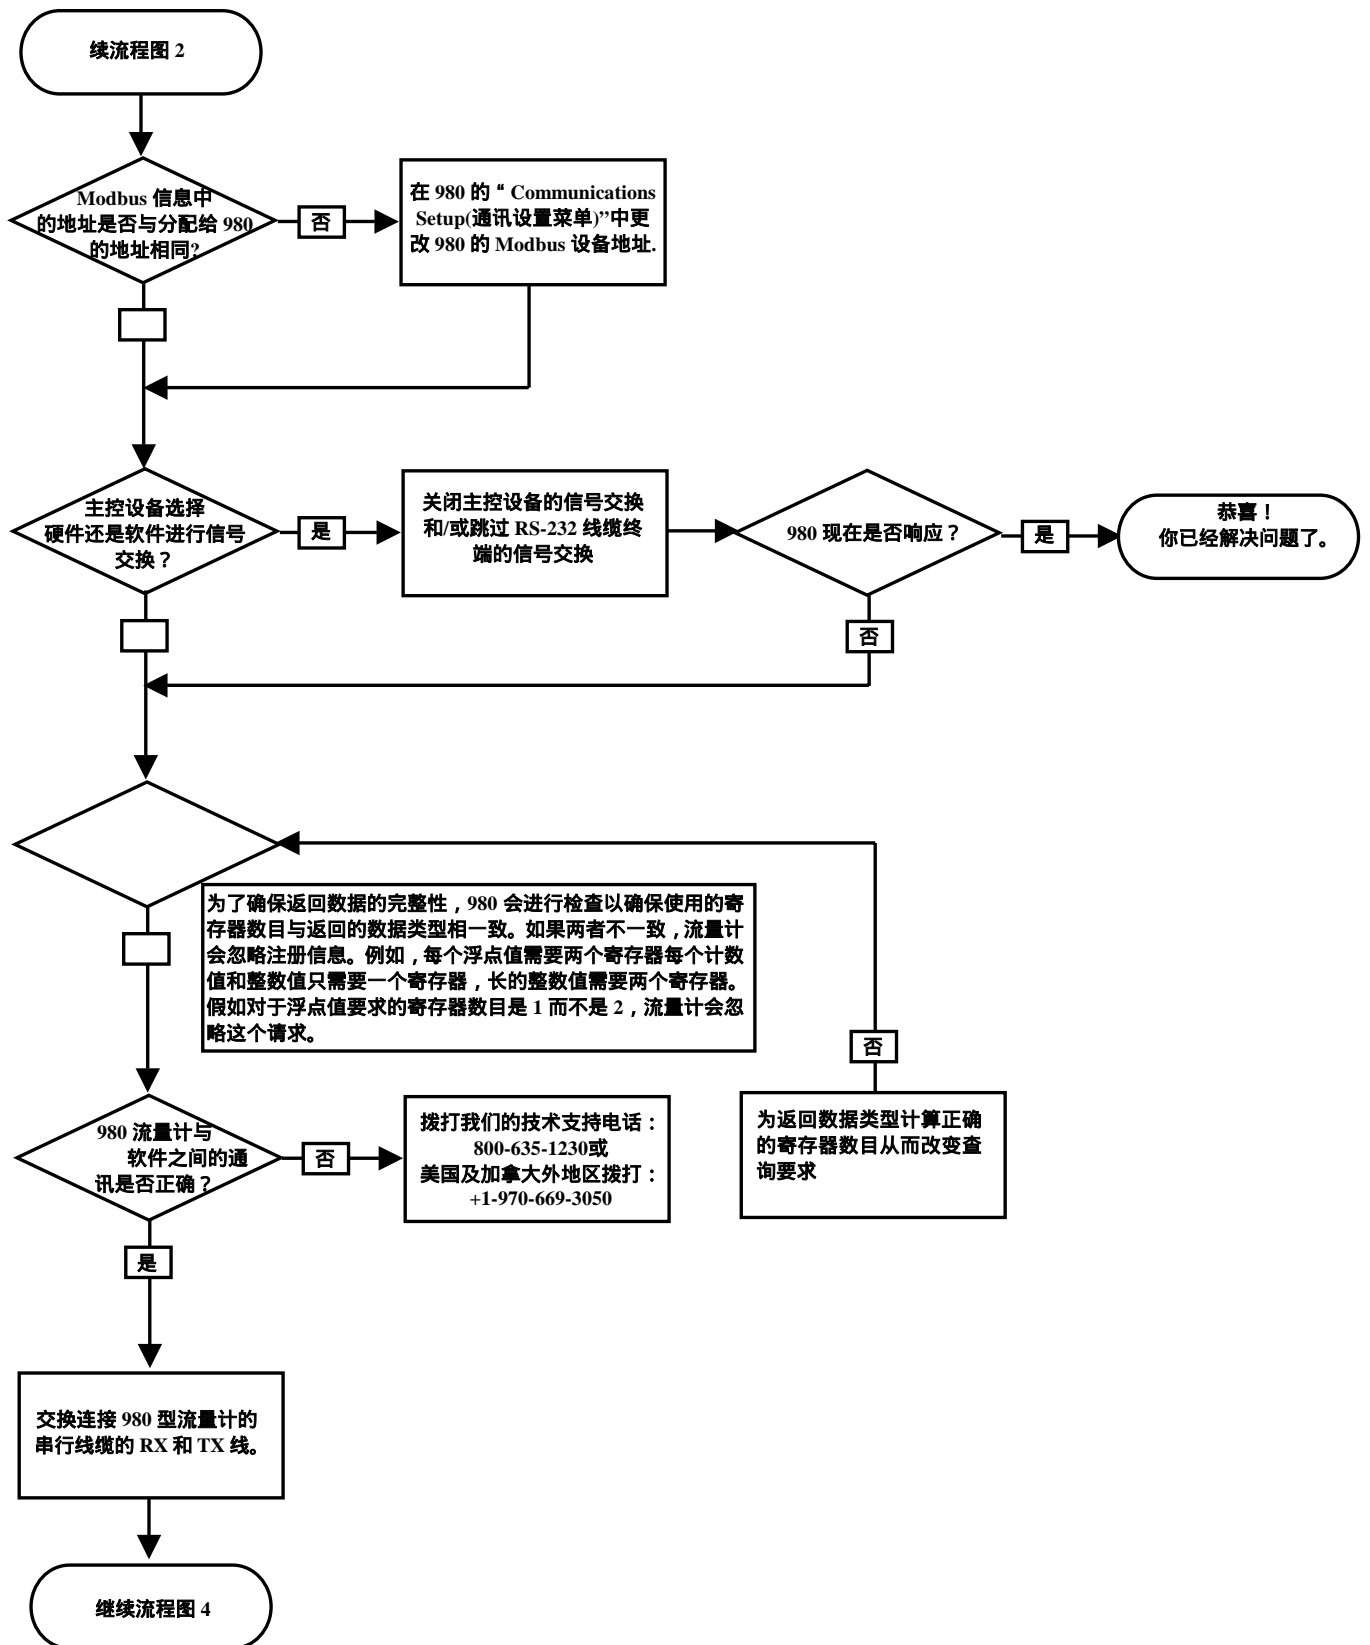 续流程图 2
Modbus 信息中
的地址是否与分配给 980
的地址相同?
否
在 980 的 “ Communications
Setup(通讯设置菜单)”中更
改 980 的 Modbus 设备地址.
主控设备选择
硬件还是软件进行信号
交换？
是
关闭主控设备的信号交换
和/或跳过 RS-232 线缆终
端的信号交换
980 现在是否响应？
是
恭喜！
你已经解决问题了。
否
为了确保返回数据的完整性，980 会进行检查以确保使用的寄
存器数目与返回的数据类型相一致。如果两者不一致，流量计
会忽略注册信息。例如，每个浮点值需要两个寄存器每个计数
值和整数值只需要一个寄存器，长的整数值需要两个寄存器。
假如对于浮点值要求的寄存器数目是 1 而不是 2，流量计会忽
略这个请求。
否
为返回数据类型计算正确
的寄存器数目从而改变查
询要求
980 流量计与
软件之间的通
讯是否正确？
否
拨打我们的技术支持电话：
800-635-1230或
美国及加拿大外地区拨打：
+1-970-669-3050
是
交换连接 980 型流量计的
串行线缆的 RX 和 TX 线。
继续流程图 4